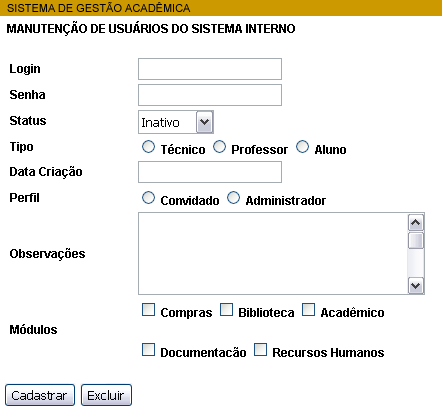 SISTEMA DE GESTÃO ACADÊMICA
MANUTENÇÃO DE USUÁRIOS DO SISTEMA INTERNO
Login
Senha
Status Inativo
Tipo Técnico Professor Aluno
Data Criação
Perfil Convidado Administrador
Observações
Compras Biblioteca Acadêmico
Módulos
Documentacão Recursos Humanos
Cadastrar Excluir